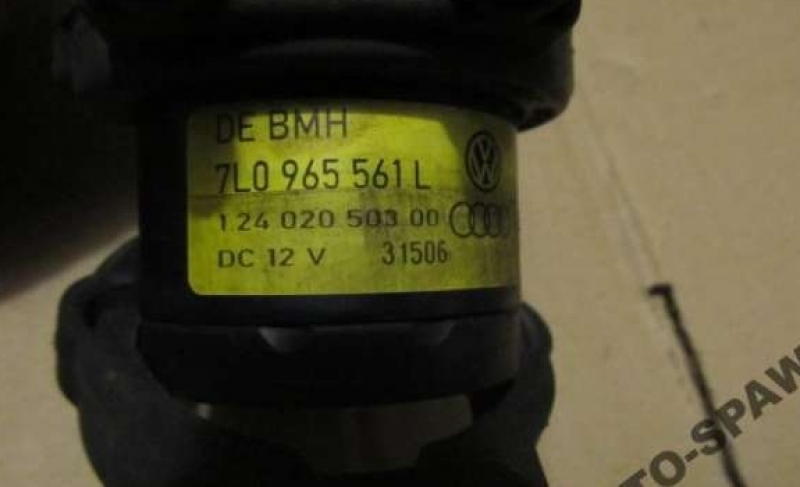 DE BMH
7L0 965 561 L
1 24 020 503 00
DC 12 V 31506
TO-SPAW